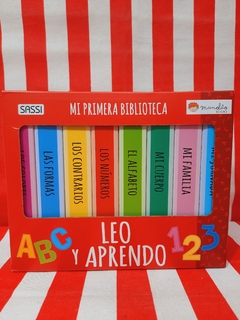 SASSI
MI PRIMERA BIBLIOTECA
LAS FORMAS
LOS CONTRARIOS
LOS NÚMEROS
EL ALFABETO
MI CUERPO
MI FAMILIA
LEO
Y APRENDO
ABC
123